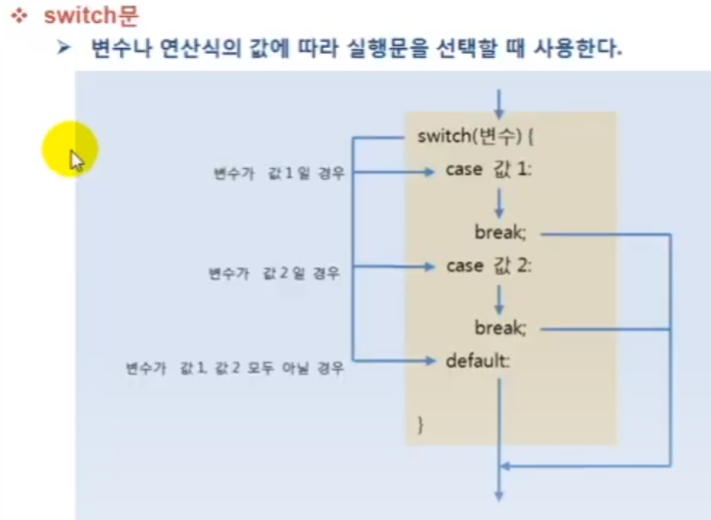 switch문
변수나 연산식의 값에 따라 실행문을 선택할 때 사용한다.
switch(변수) {
변수가 값1일 경우
case 값 1:
break;
변수가 값2일 경우
case 값 2:
break;
변수가 값1, 값2 모두 아닐 경우
default:
}